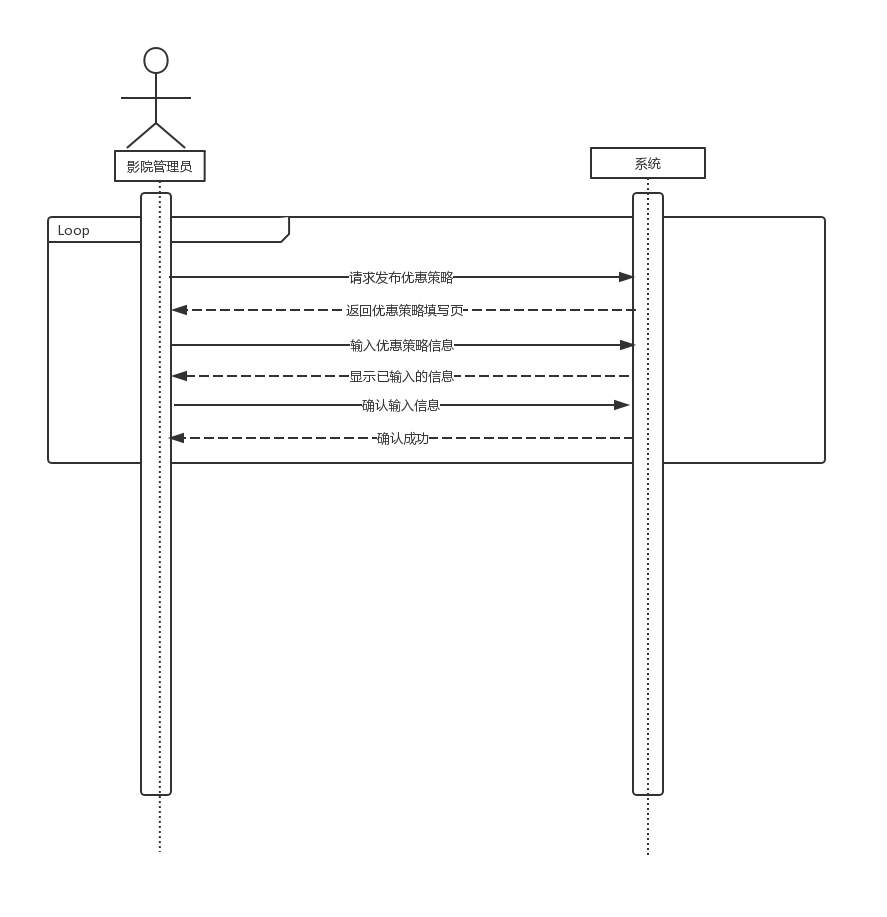 影院管理员
系统
Loop
请求发布优惠策略
返回优惠策略填写页
输入优惠策略信息
显示已输入的信息
确认输入信息
确认成功